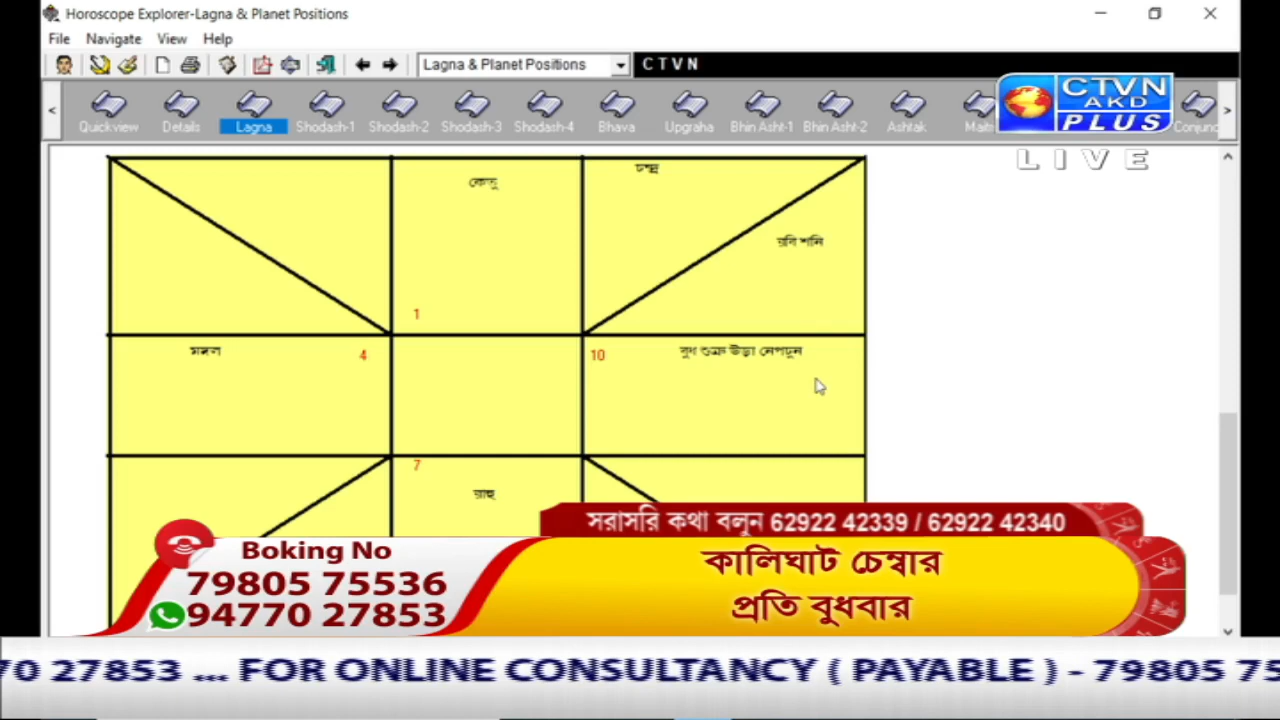 Horoscope Explorer-Lagna & Planet Positions
File Navigate View Help
Lagna & Planet Positions
CTVN
< Quick view Details Lagna Shodash-1 Shodash-2 Shodash-3 Shodash-4 Bhava Upgraha Bhin Asht-1 Bhin Asht-2 Ashtak >
CTVN
AKD
PLUS
LIVE
কেতু
চন্দ্র
রবি শনি
1
মঙ্গল
4
10
বুধ শুক্র উড়া নেপচুন
7
রাহু
সরাসরি কথা বলুন 62922 42339 / 62922 42340
Boking No
79805 75536
94770 27853
কালিঘাট চেম্বার
প্রতি বুধবার
70 27853 ... FOR ONLINE CONSULTANCY ( PAYABLE ) - 79805 75